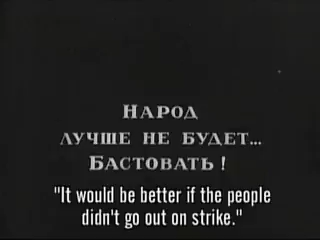 НАРОД
ЛУЧШЕ НЕ БУДЕТ...
БАСТОВАТЬ!
"It would be better if the people
didn't go out on strike."